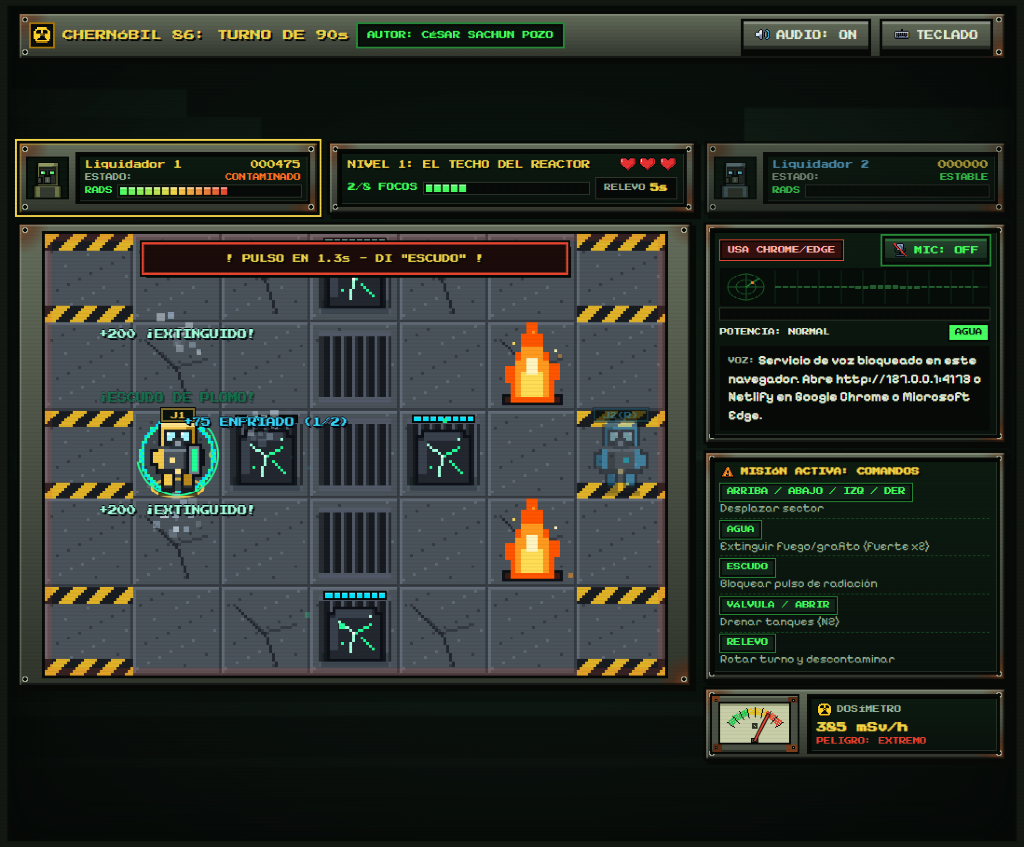 CHERNóBIL 86: TURNO DE 90s
AUTOR: CéSAR SACHUN POZO
AUDIO: ON
TECLADO
Liquidador 1 000475
ESTADO: CONTAMINADO
RADS
NIVEL 1: EL TECHO DEL REACTOR
2/8 FOCOS
RELEVO 5s
Liquidador 2 000000
ESTADO: ESTABLE
RADS
! PULSO EN 1.3s - DI "ESCUDO" !
+200 ¡EXTINGUIDO!
¡ESCUDO DE PLOMO!
J1
+75 ENFRIADO (1/2)
+200 ¡EXTINGUIDO!
USA CHROME/EDGE
MIC: OFF
POTENCIA: NORMAL
AGUA
VOZ: Servicio de voz bloqueado en este
navegador. Abre http://127.0.0.1:4173 o
Netlify en Google Chrome o Microsoft
Edge.
MISIóN ACTIVA: COMANDOS
ARRIBA / ABAJO / IZQ / DER
Desplazar sector
AGUA
Extinguir fuego/grafito (fuerte x2)
ESCUDO
Bloquear pulso de radiación
VáLVULA / ABRIR
Drenar tanques (N2)
RELEVO
Rotar turno y descontaminar
DOSíMETRO
385 mSv/h
PELIGRO: EXTREMO